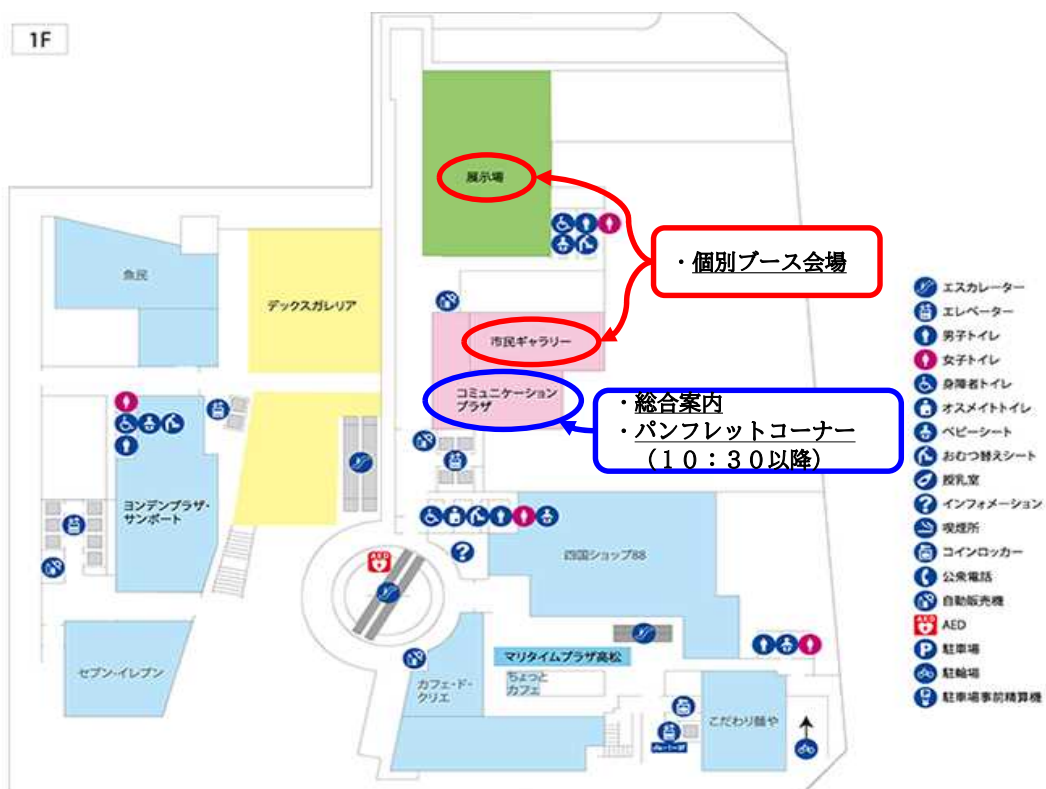 1F
展示場
・個別ブース会場
魚民
デックスガレリア
市民ギャラリー
コミュニケーション
プラザ
・総合案内
・パンフレットコーナー
（10：30以降）
ヨンデンプラザ・
サンポート
四国ショップ88
AED
セブン-イレブン
マリタイムプラザ高松
ちょっと
カフェ
カフェ・ド・
クリエ
こだわり麺や
エスカレーター
エレベーター
男子トイレ
女子トイレ
身障者トイレ
オスメイトトイレ
ベビーシート
おむつ替えシート
授乳室
インフォメーション
喫煙所
コインロッカー
公衆電話
自動販売機
AED
AED
駐車場
駐輪場
駐車場事前精算機